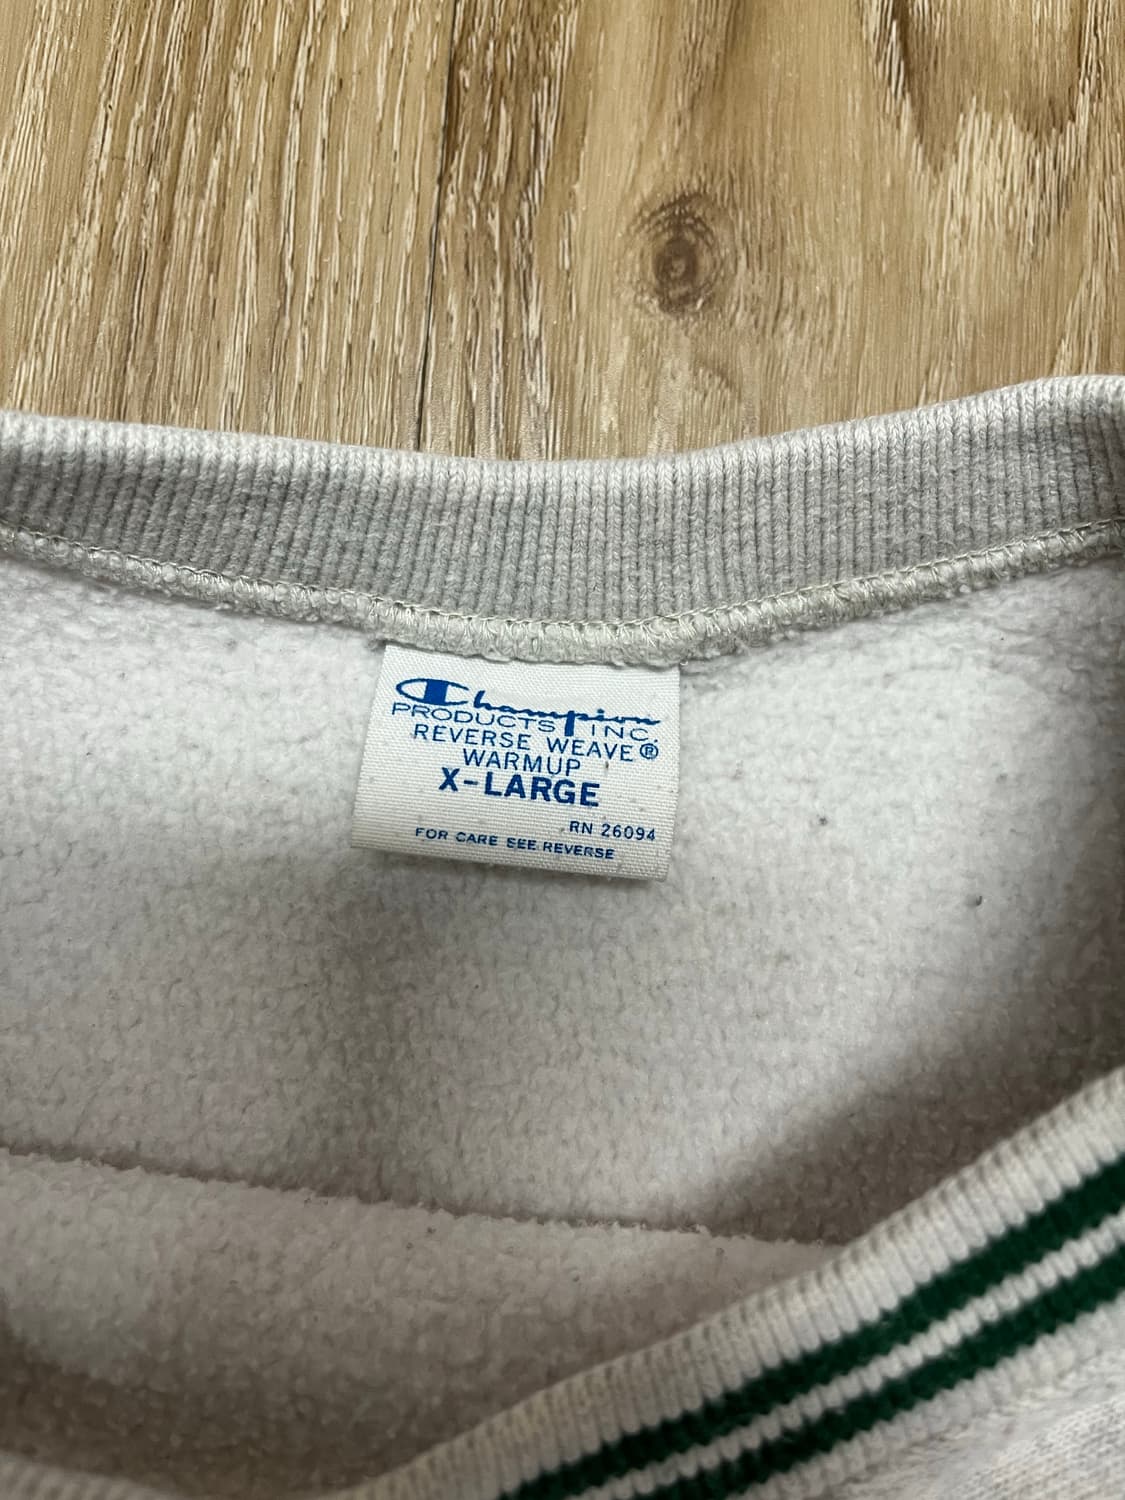 Champion
PRODUCTS INC.
REVERSE WEAVE®
WARMUP
X-LARGE
RN 26094
FOR CARE SEE REVERSE